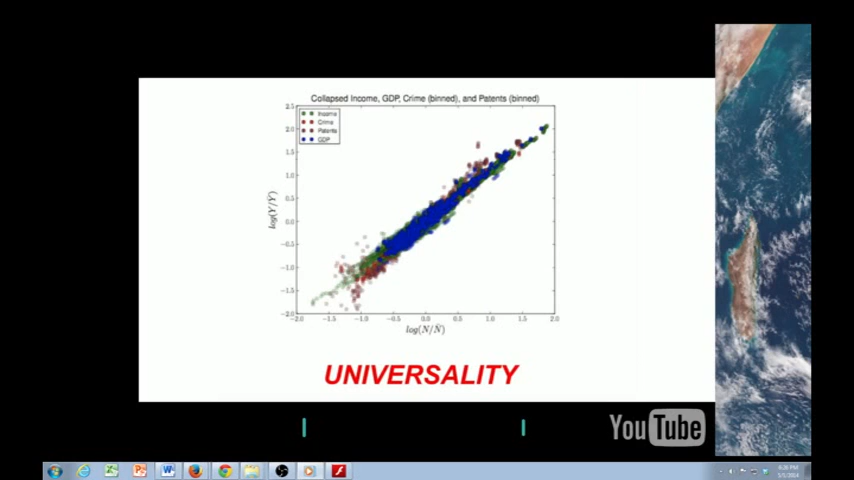 Collapsed Income, GDP, Crime (binned), and Patents (binned)
Income
Crime
Patents
GDP
2.5
2.0
1.5
1.0
0.5
0.0
−0.5
−1.0
−1.5
−2.0
log(Y/Ȳ)
−2.0 −1.5 −1.0 −0.5 0.0 0.5 1.0 1.5 2.0
log(N/N̄)
UNIVERSALITY
YouTube